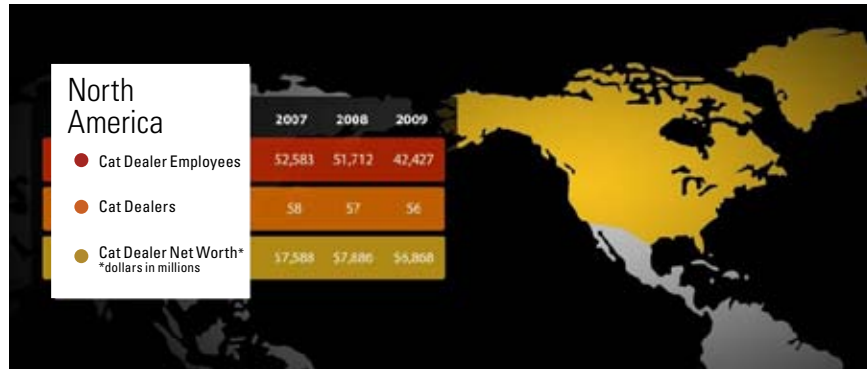 North
America
2007 2008 2009
Cat Dealer Employees 52,583 51,712 42,427
Cat Dealers 58 57 56
Cat Dealer Net Worth* $7,588 $7,886 $6,868
*dollars in millions